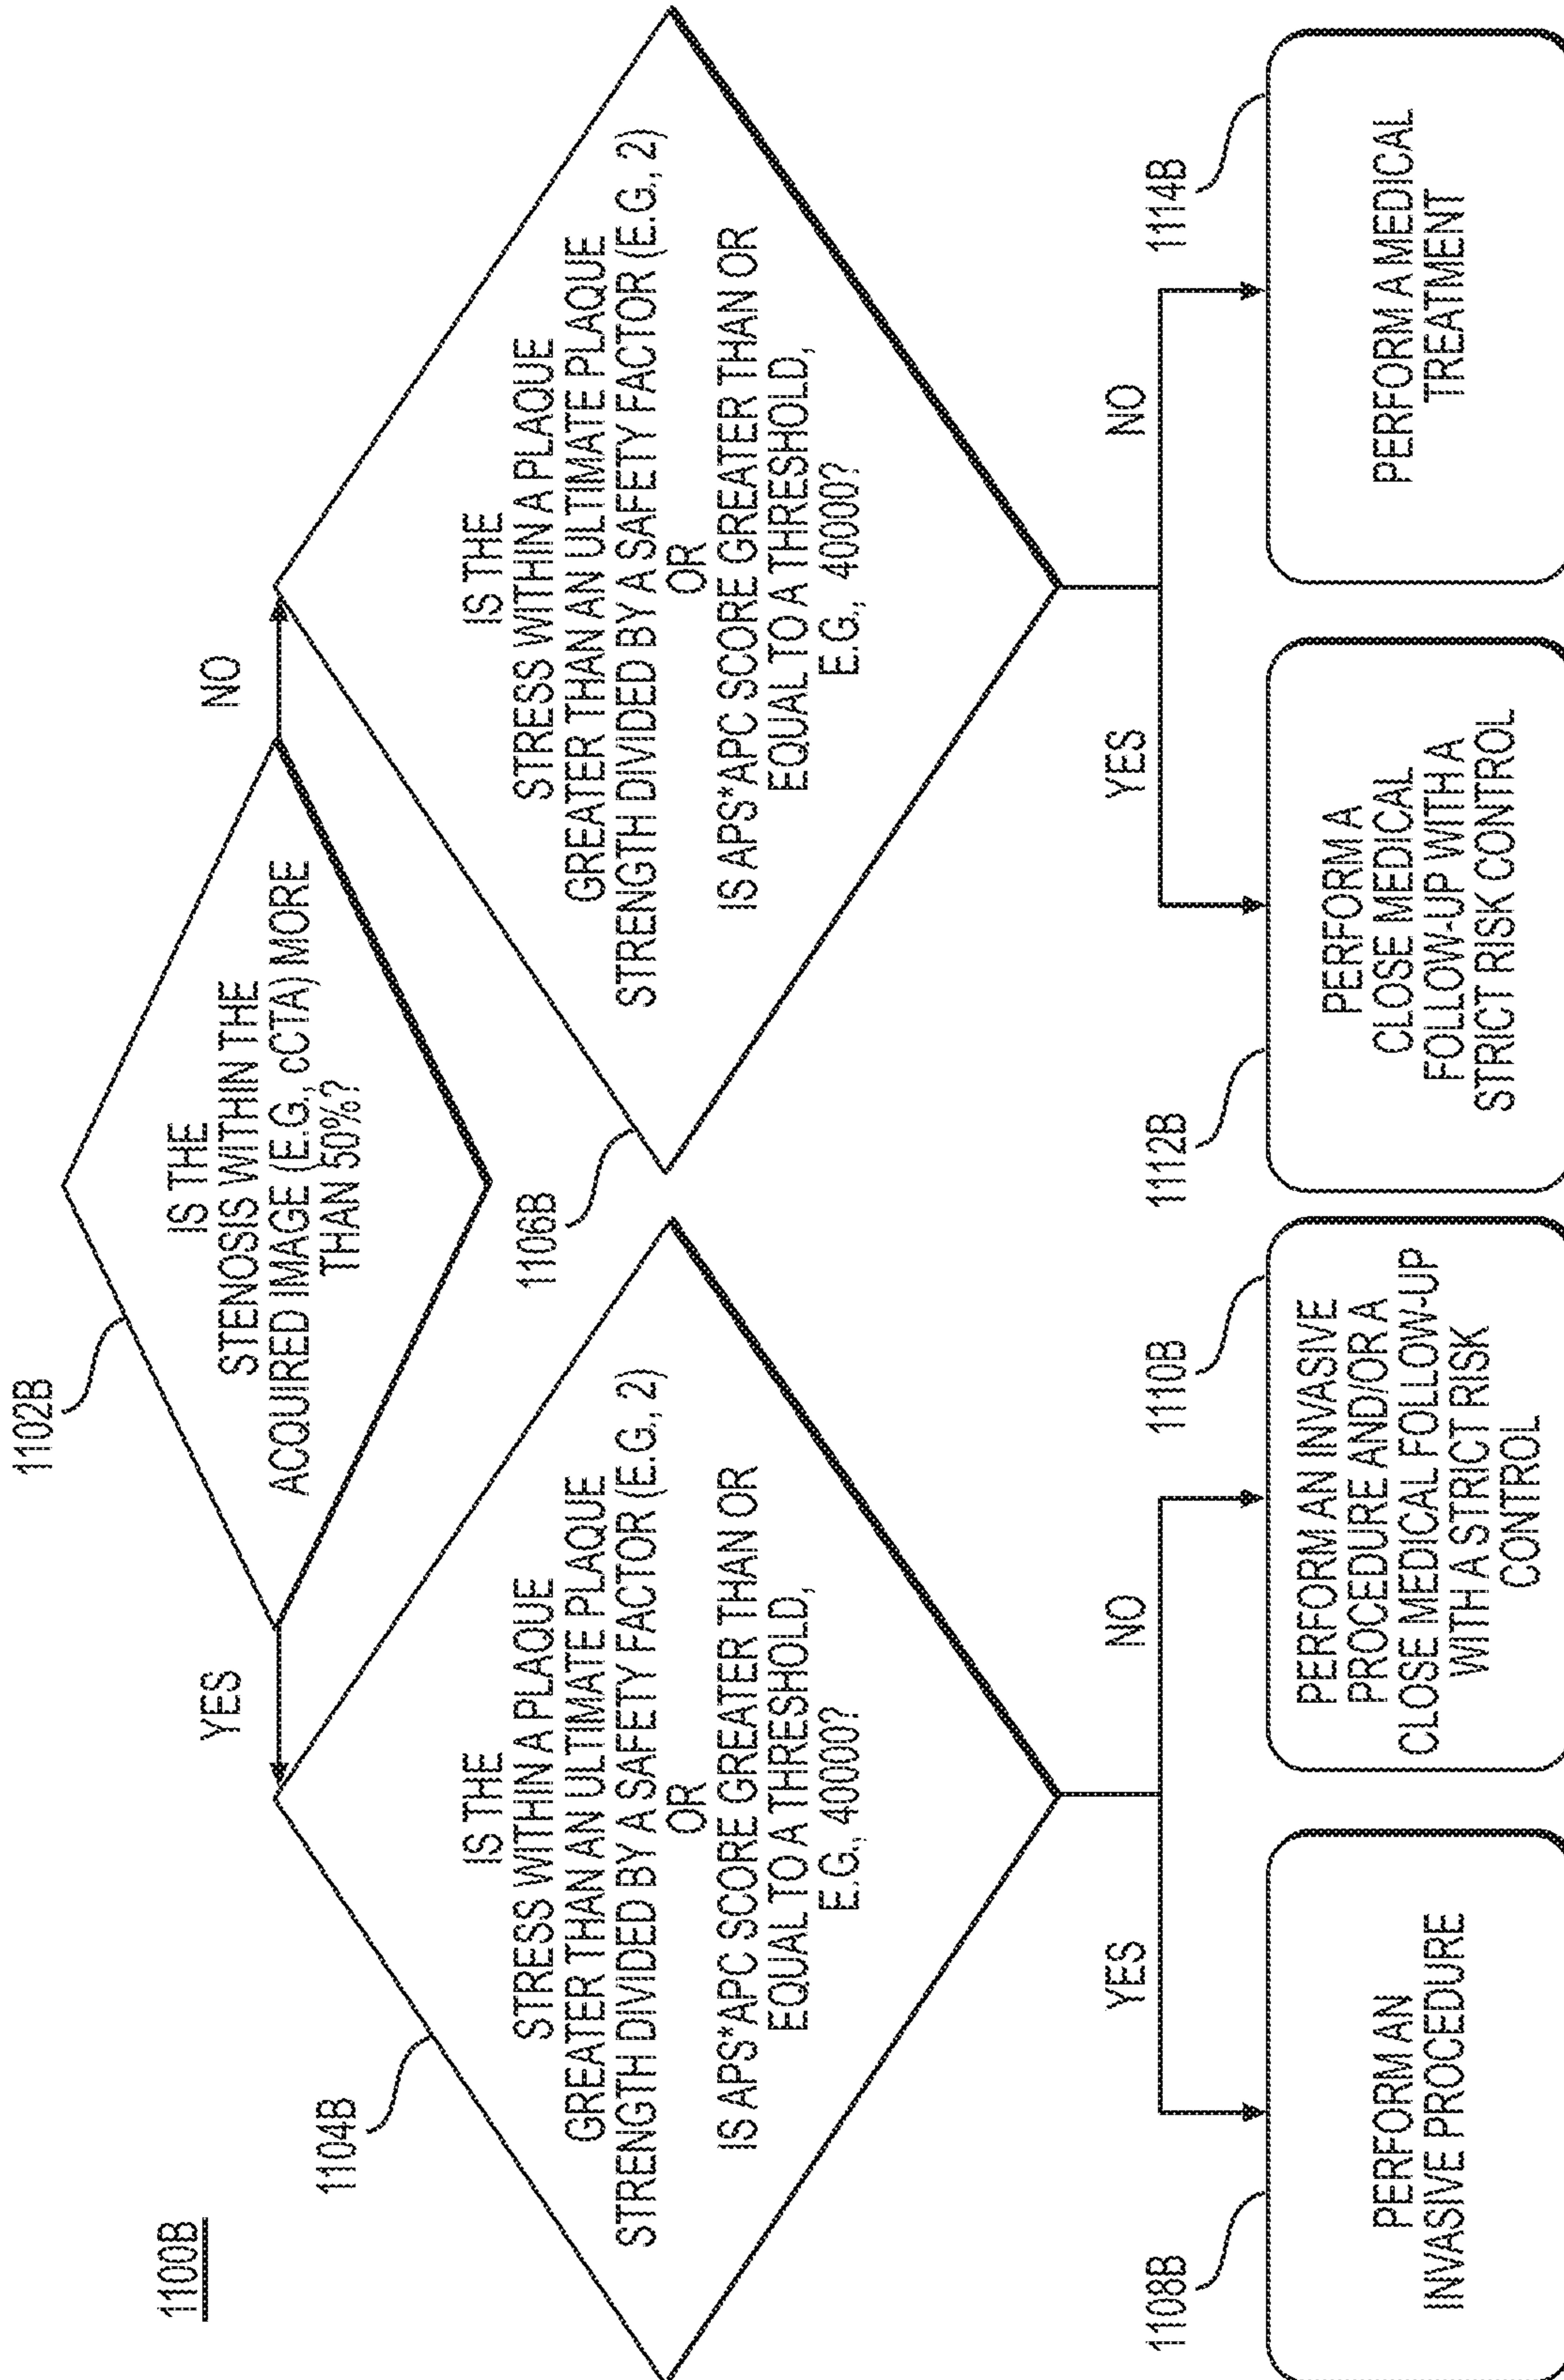 1100B
1102B
IS THE
STENOSIS WITHIN THE
ACQUIRED IMAGE (E.G., cCTA) MORE
THAN 50%?
YES
NO
1104B
IS THE
STRESS WITHIN A PLAQUE
GREATER THAN AN ULTIMATE PLAQUE
STRENGTH DIVIDED BY A SAFETY FACTOR (E.G., 2)
OR
IS APS*APC SCORE GREATER THAN OR
EQUAL TO A THRESHOLD,
E.G., 40000?
1106B
IS THE
STRESS WITHIN A PLAQUE
GREATER THAN AN ULTIMATE PLAQUE
STRENGTH DIVIDED BY A SAFETY FACTOR (E.G., 2)
OR
IS APS*APC SCORE GREATER THAN OR
EQUAL TO A THRESHOLD,
E.G., 40000?
YES
NO
YES
NO
1108B
PERFORM AN
INVASIVE PROCEDURE
1110B
PERFORM AN INVASIVE
PROCEDURE AND/OR A
CLOSE MEDICAL FOLLOW-UP
WITH A STRICT RISK
CONTROL
1112B
PERFORM A
CLOSE MEDICAL
FOLLOW-UP WITH A
STRICT RISK CONTROL
1114B
PERFORM A MEDICAL
TREATMENT